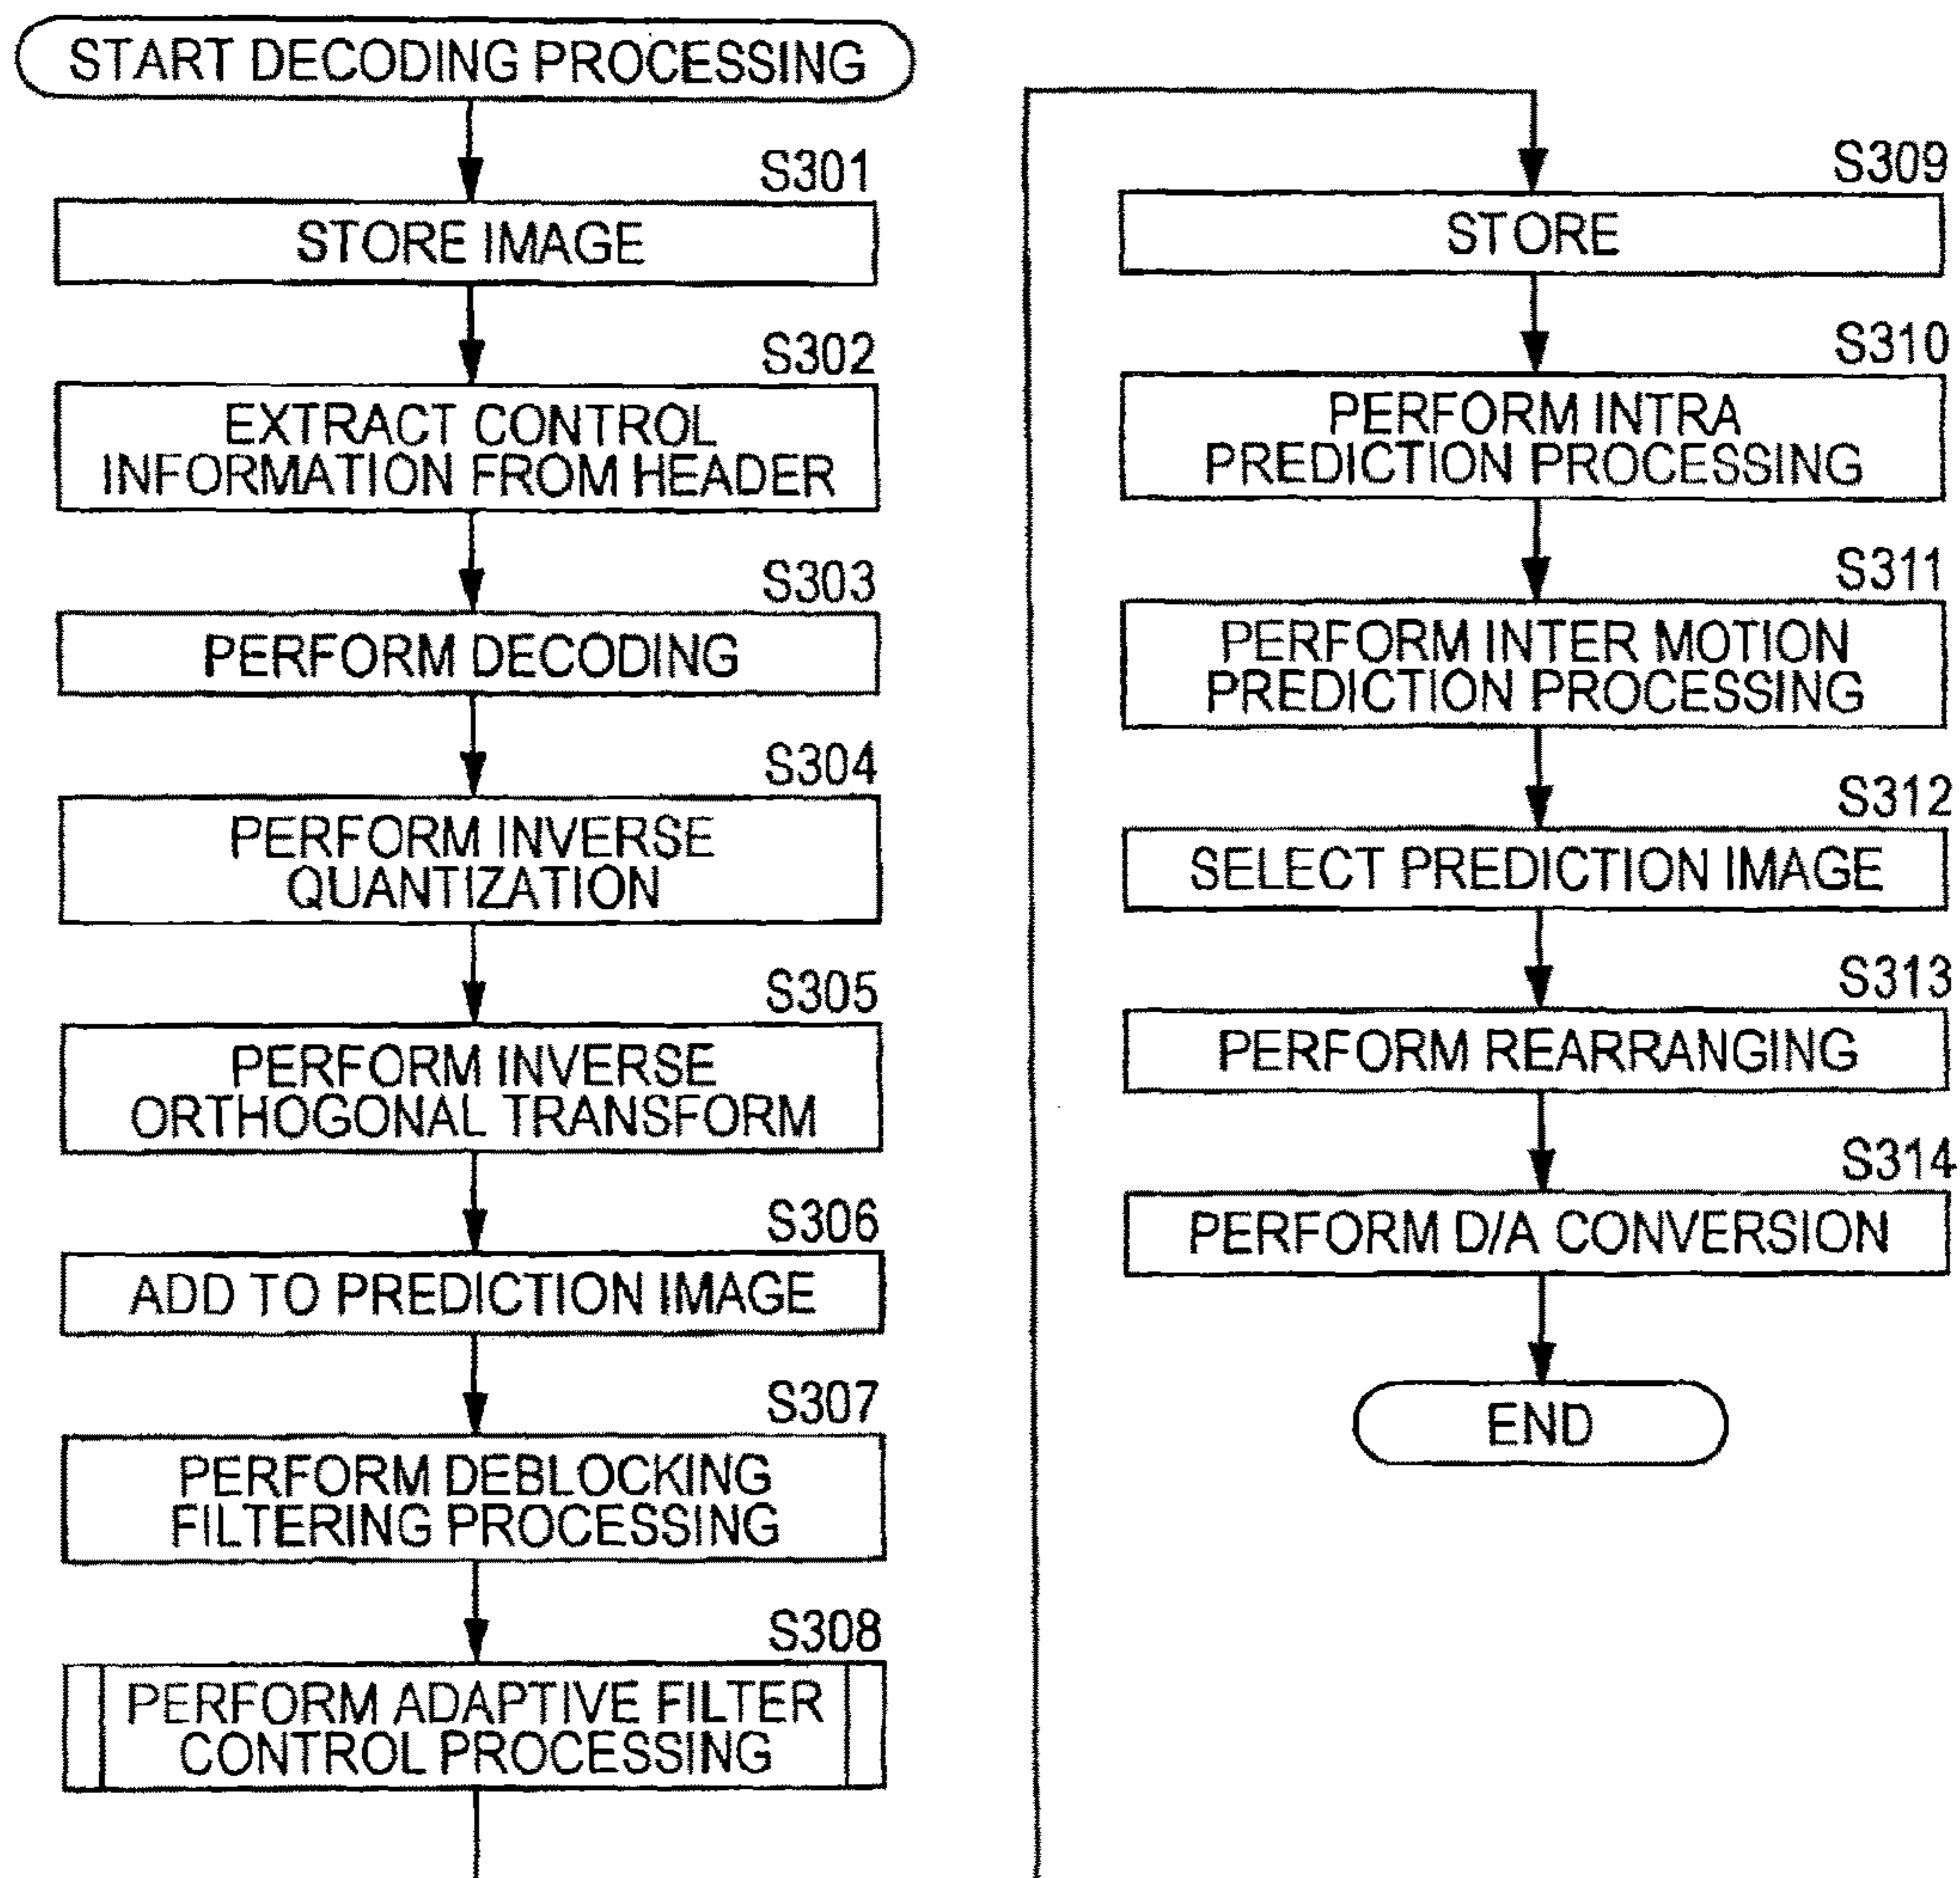 START DECODING PROCESSING
S301
STORE IMAGE
S302
EXTRACT CONTROL
INFORMATION FROM HEADER
S303
PERFORM DECODING
S304
PERFORM INVERSE
QUANTIZATION
S305
PERFORM INVERSE
ORTHOGONAL TRANSFORM
S306
ADD TO PREDICTION IMAGE
S307
PERFORM DEBLOCKING
FILTERING PROCESSING
S308
PERFORM ADAPTIVE FILTER
CONTROL PROCESSING
S309
STORE
S310
PERFORM INTRA
PREDICTION PROCESSING
S311
PERFORM INTER MOTION
PREDICTION PROCESSING
S312
SELECT PREDICTION IMAGE
S313
PERFORM REARRANGING
S314
PERFORM D/A CONVERSION
END